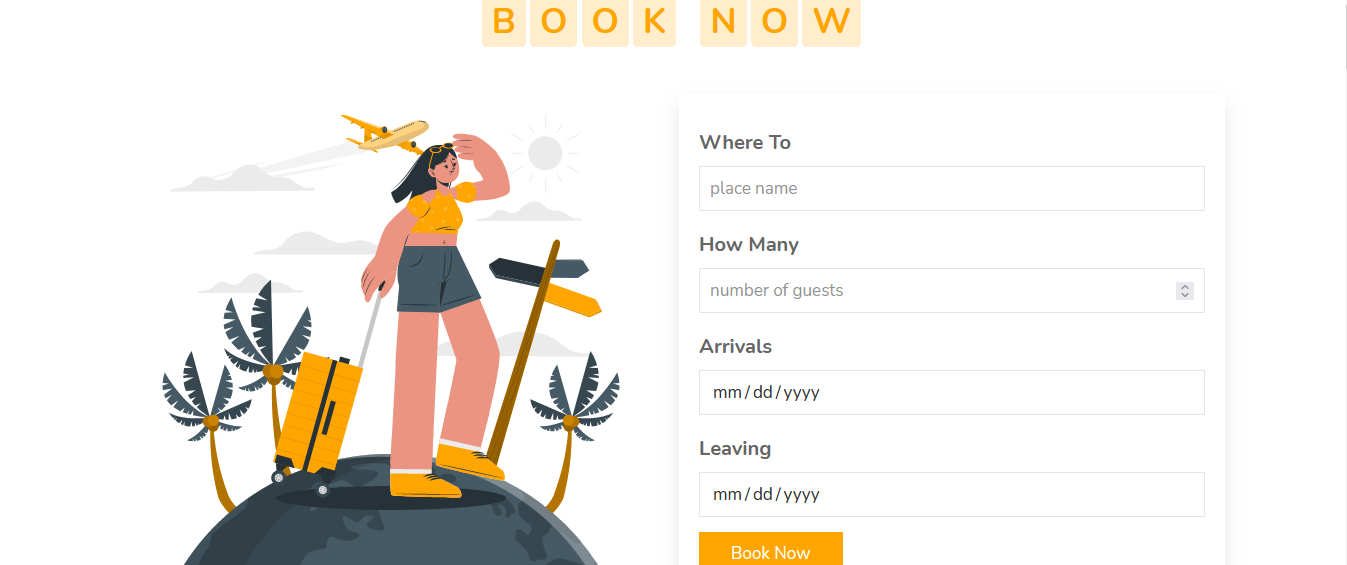 BOOK NOW
Where To
place name
How Many
number of guests
Arrivals
mm/dd/yyyy
Leaving
mm/dd/yyyy
Book Now